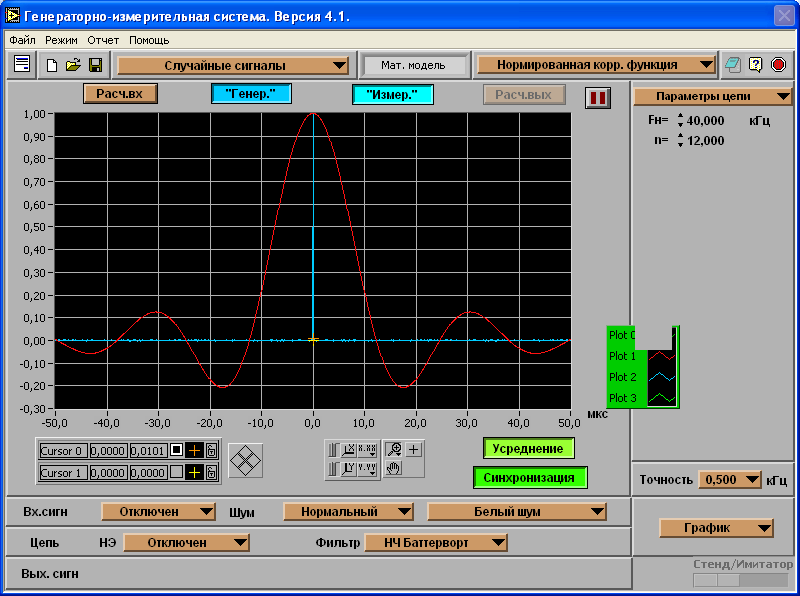 Генераторно-измерительная система. Версия 4.1.
Файл Режим Отчет Помощь
Случайные сигналы Мат. модель Нормированная корр. функция
Расч.вх "Генер." "Измер." Расч.вых Параметры цепи
Fн= 40,000 кГц
n= 12,000
1,00
0,90
0,80
0,70
0,60
0,50
0,40
0,30
0,20
0,10
0,00
-0,10
-0,20
-0,30
-50,0 -40,0 -30,0 -20,0 -10,0 0,0 10,0 20,0 30,0 40,0 50,0 мкс
Plot 0
Plot 1
Plot 2
Plot 3
Cursor 0 0,0000 0,0101
Cursor 1 0,0000 0,0000
X X.XX
Y Y.YY
Усреднение
Синхронизация
Точность 0,500 кГц
Вх.сигн Отключен Шум Нормальный Белый шум
График
Цепь НЭ Отключен Фильтр НЧ Баттерворт
Стенд/Имитатор
Вых. сигн